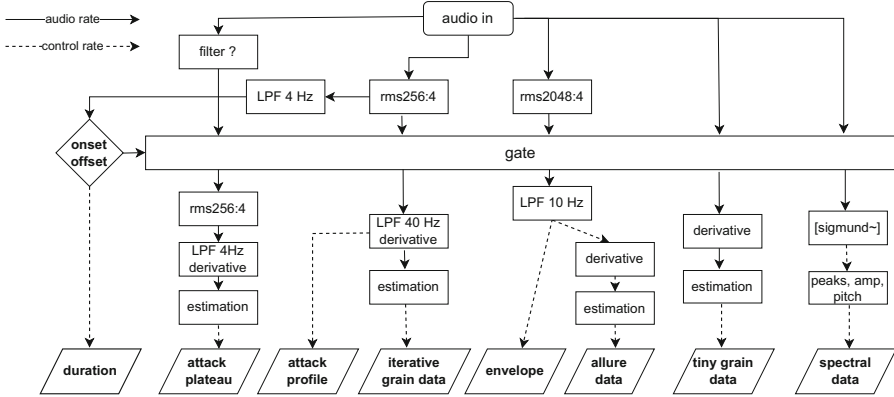 audio rate
audio in
control rate
filter ?
LPF 4 Hz
rms256:4
rms2048:4
onset
offset
gate
rms256:4
LPF 40 Hz
derivative
LPF 10 Hz
derivative
[sigmund~]
LPF 4Hz
derivative
derivative
estimation
estimation
estimation
estimation
peaks, amp,
pitch
duration
attack
plateau
attack
profile
iterative
grain data
envelope
allure
data
tiny grain
data
spectral
data